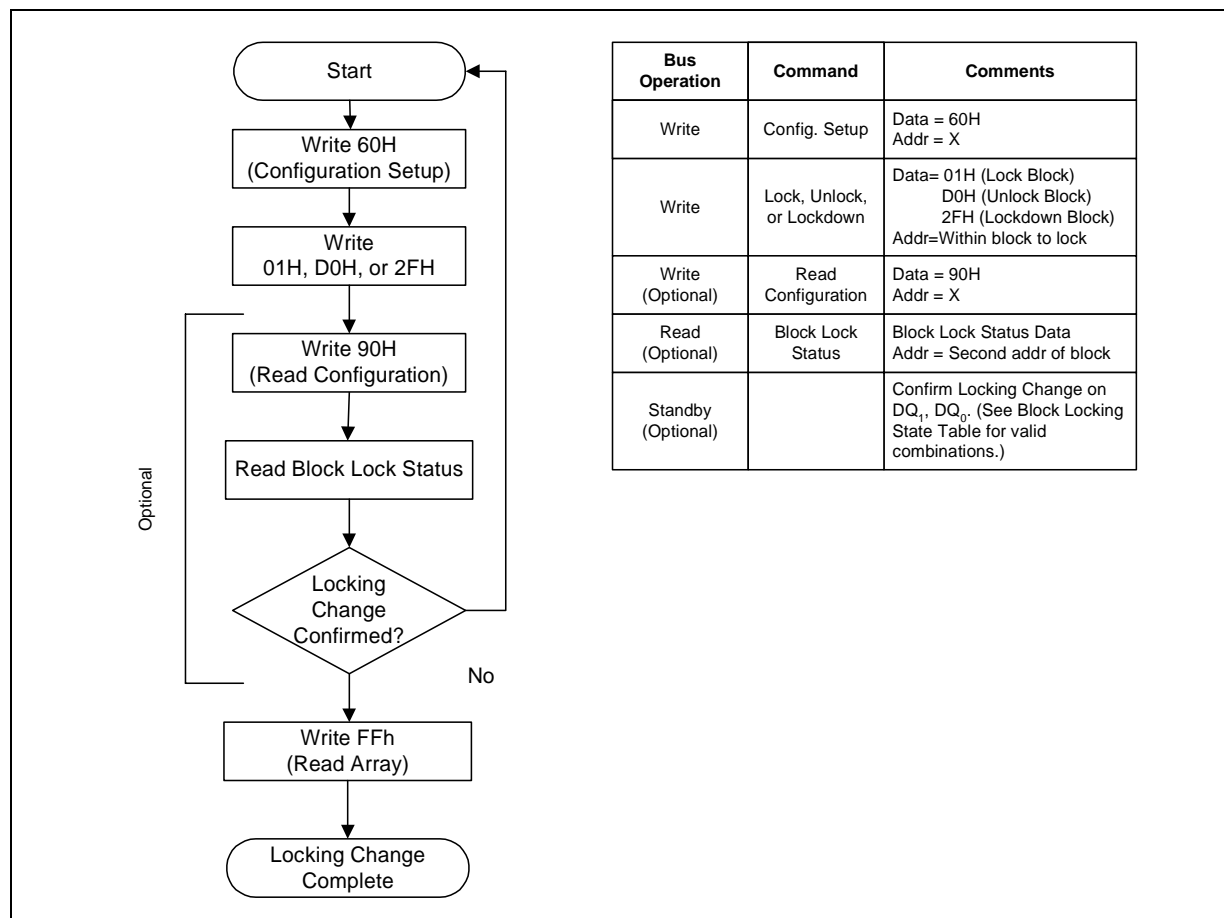 Start
Write 60H
(Configuration Setup)
Write
01H, D0H, or 2FH
Write 90H
(Read Configuration)
Read Block Lock Status
Optional
Locking
Change
Confirmed?
No
Write FFh
(Read Array)
Locking Change
Complete
Bus
Operation
Command
Comments
Write
Config. Setup
Data = 60H
Addr = X
Write
Lock, Unlock,
or Lockdown
Data= 01H (Lock Block)
D0H (Unlock Block)
2FH (Lockdown Block)
Addr=Within block to lock
Write
(Optional)
Read
Configuration
Data = 90H
Addr = X
Read
(Optional)
Block Lock
Status
Block Lock Status Data
Addr = Second addr of block
Standby
(Optional)
Confirm Locking Change on
DQ1, DQ0. (See Block Locking
State Table for valid
combinations.)